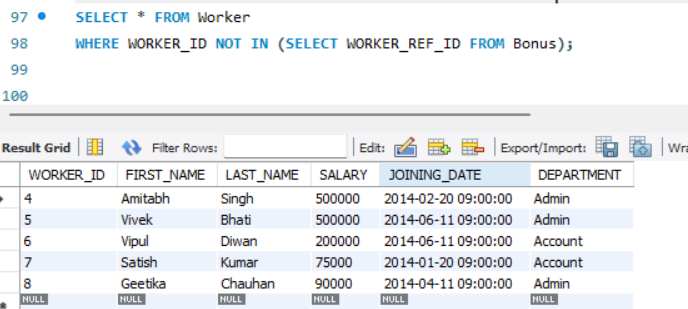 97 SELECT * FROM Worker
98 WHERE WORKER_ID NOT IN (SELECT WORKER_REF_ID FROM Bonus);
99
100
Result Grid Filter Rows: Edit: Export/Import:
WORKER_ID FIRST_NAME LAST_NAME SALARY JOINING_DATE DEPARTMENT
4 Amitabh Singh 500000 2014-02-20 09:00:00 Admin
5 Vivek Bhati 500000 2014-06-11 09:00:00 Admin
6 Vipul Diwan 200000 2014-06-11 09:00:00 Account
7 Satish Kumar 75000 2014-01-20 09:00:00 Account
8 Geetika Chauhan 90000 2014-04-11 09:00:00 Admin
NULL NULL NULL NULL NULL NULL